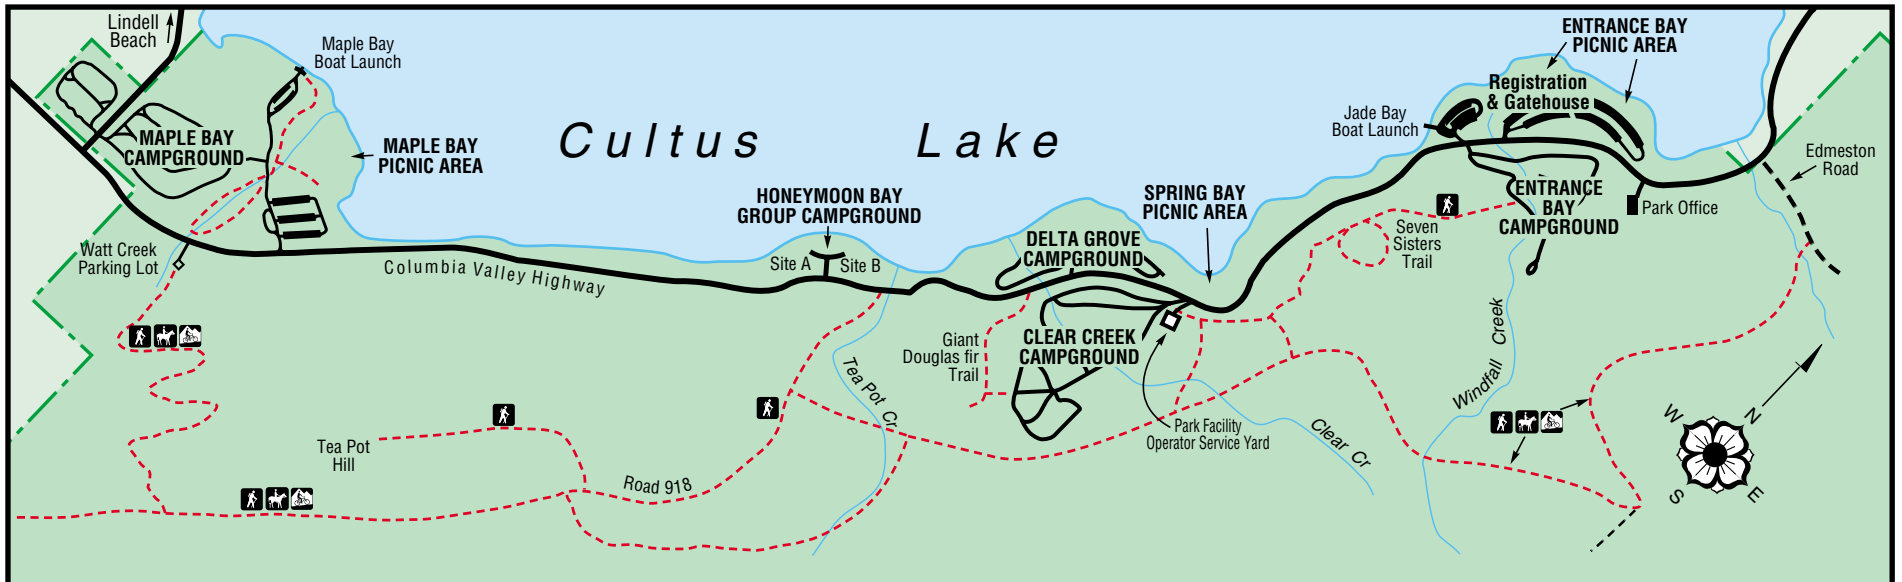 Lindell
Beach
Maple Bay
Boat Launch
MAPLE BAY
CAMPGROUND
MAPLE BAY
PICNIC AREA
Cultus Lake
ENTRANCE BAY
PICNIC AREA
Registration
& Gatehouse
Jade Bay
Boat Launch
Edmeston
Road
HONEYMOON BAY
GROUP CAMPGROUND
Site A
Site B
SPRING BAY
PICNIC AREA
ENTRANCE
BAY
CAMPGROUND
Park Office
Watt Creek
Parking Lot
Columbia Valley Highway
DELTA GROVE
CAMPGROUND
Seven
Sisters
Trail
Giant
Douglas fir
Trail
CLEAR CREEK
CAMPGROUND
Tea Pot Cr
Windfall Creek
Park Facility
Operator Service Yard
Clear Cr
Tea Pot
Hill
Road 918
W
N
S
E